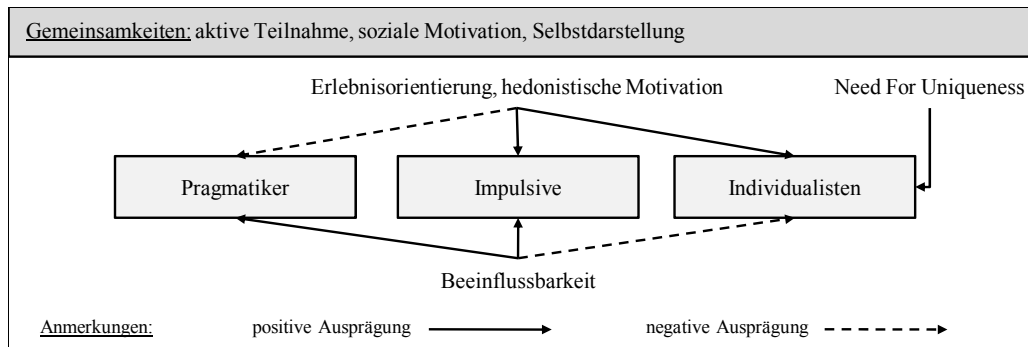 Gemeinsamkeiten: aktive Teilnahme, soziale Motivation, Selbstdarstellung
Erlebnisorientierung, hedonistische Motivation
Need For Uniqueness
Pragmatiker
Impulsive
Individualisten
Beeinflussbarkeit
Anmerkungen:
positive Ausprägung
negative Ausprägung